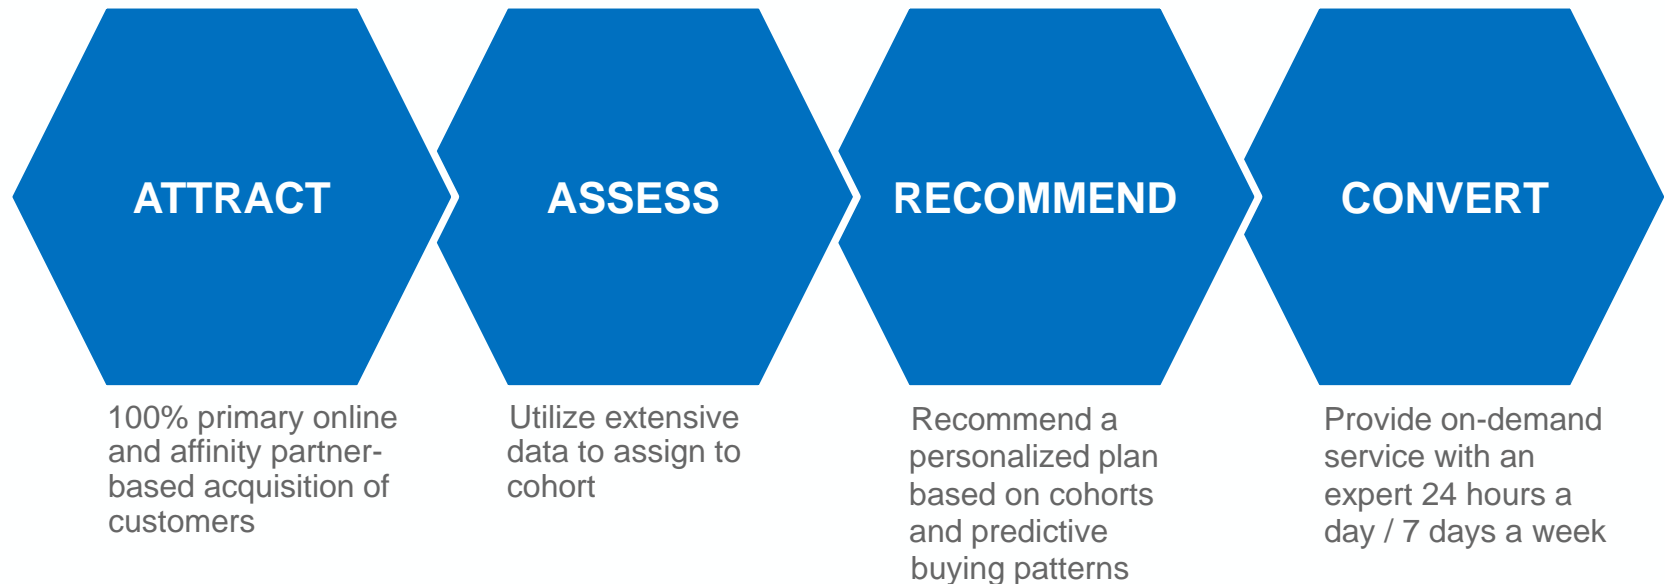 ATTRACT
ASSESS
RECOMMEND
CONVERT
100% primary online
and affinity partner-
based acquisition of
customers
Utilize extensive
data to assign to
cohort
Recommend a
personalized plan
based on cohorts
and predictive
buying patterns
Provide on-demand
service with an
expert 24 hours a
day / 7 days a week